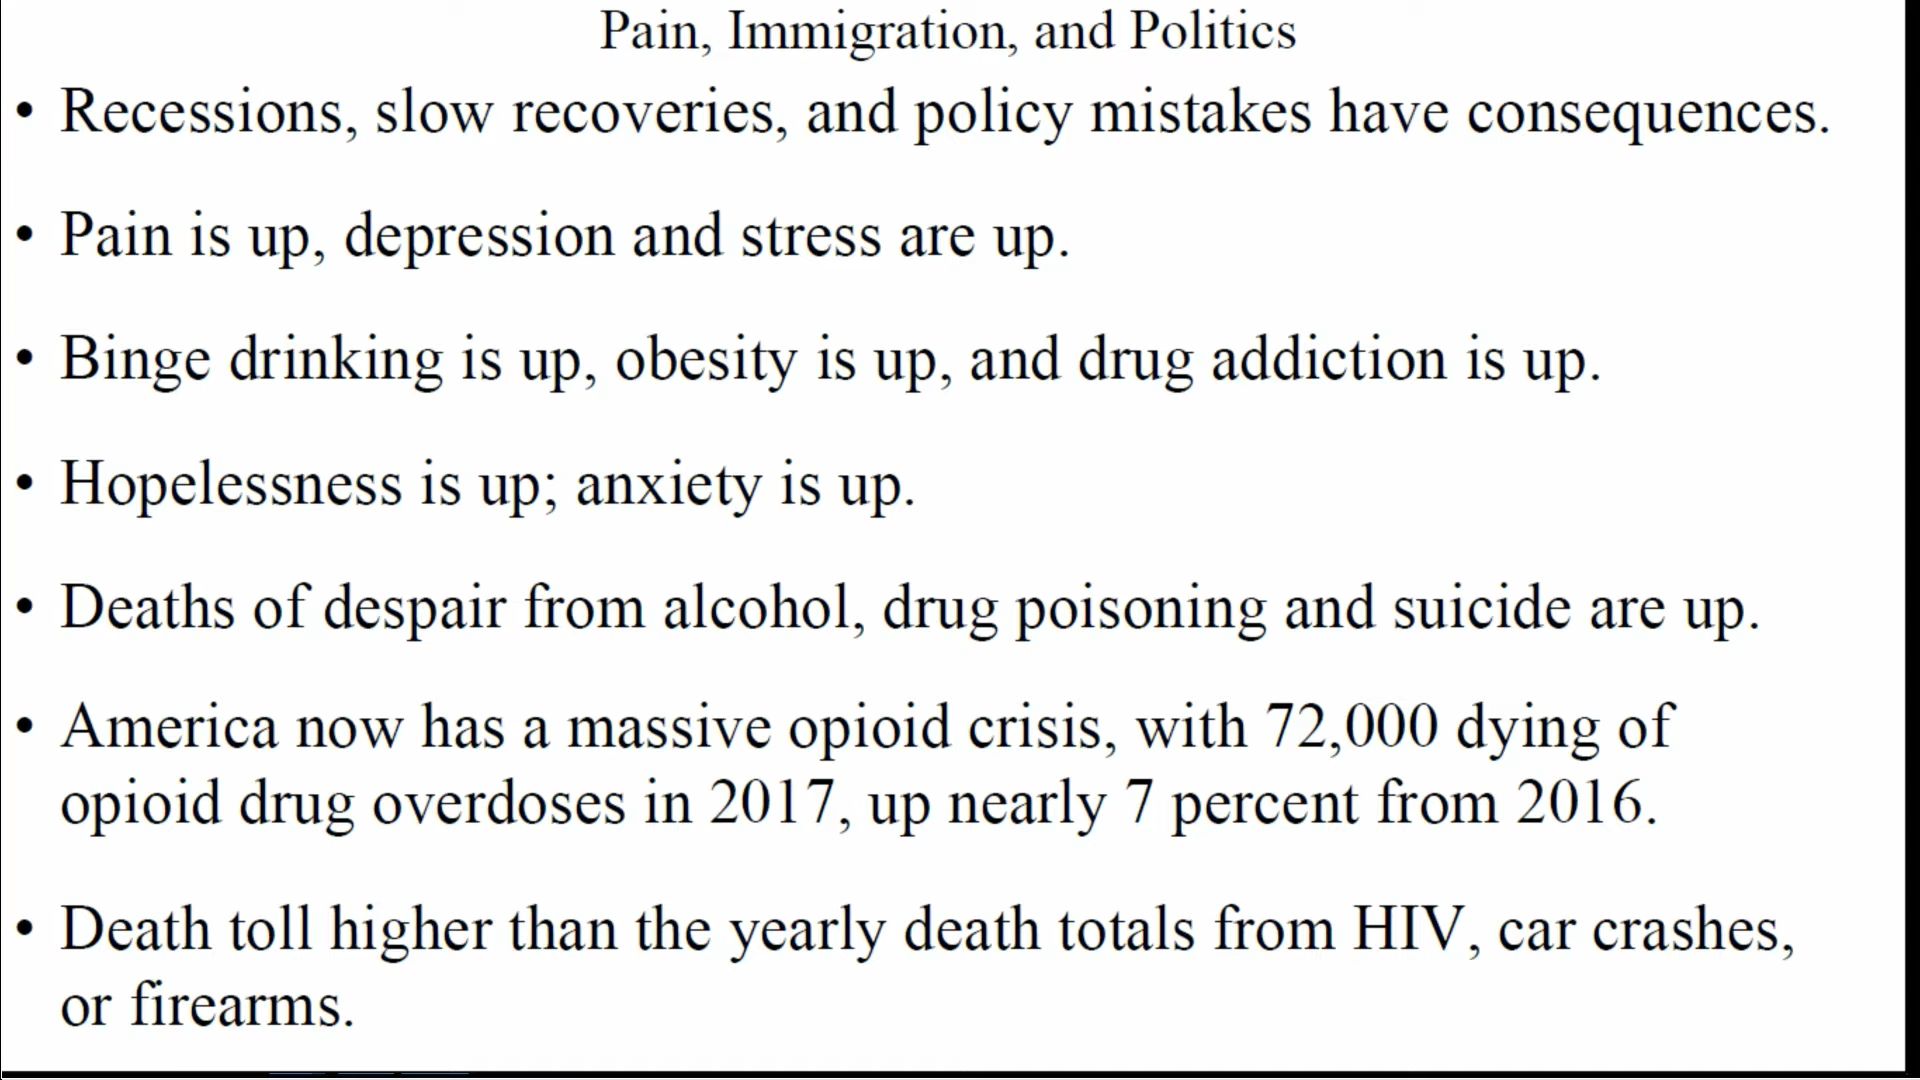 Pain, Immigration, and Politics
• Recessions, slow recoveries, and policy mistakes have consequences.
• Pain is up, depression and stress are up.
• Binge drinking is up, obesity is up, and drug addiction is up.
• Hopelessness is up; anxiety is up.
• Deaths of despair from alcohol, drug poisoning and suicide are up.
• America now has a massive opioid crisis, with 72,000 dying of
opioid drug overdoses in 2017, up nearly 7 percent from 2016.
• Death toll higher than the yearly death totals from HIV, car crashes,
or firearms.